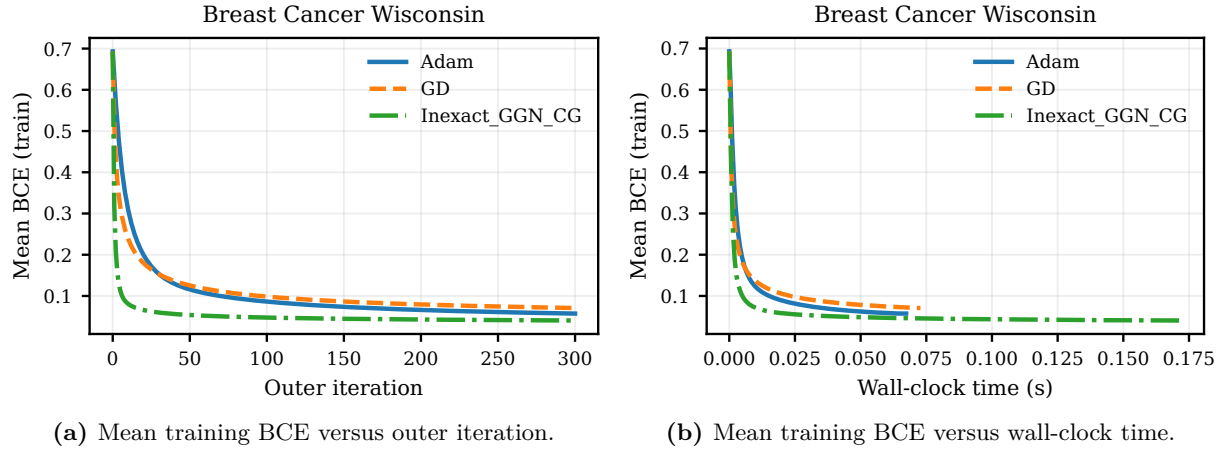 Breast Cancer Wisconsin
0.7
0.6
0.5
0.4
0.3
0.2
0.1
Mean BCE (train)
Adam
GD
Inexact_GGN_CG
0 50 100 150 200 250 300
Outer iteration
(a) Mean training BCE versus outer iteration.
Breast Cancer Wisconsin
0.7
0.6
0.5
0.4
0.3
0.2
0.1
Mean BCE (train)
Adam
GD
Inexact_GGN_CG
0.000 0.025 0.050 0.075 0.100 0.125 0.150 0.175
Wall-clock time (s)
(b) Mean training BCE versus wall-clock time.